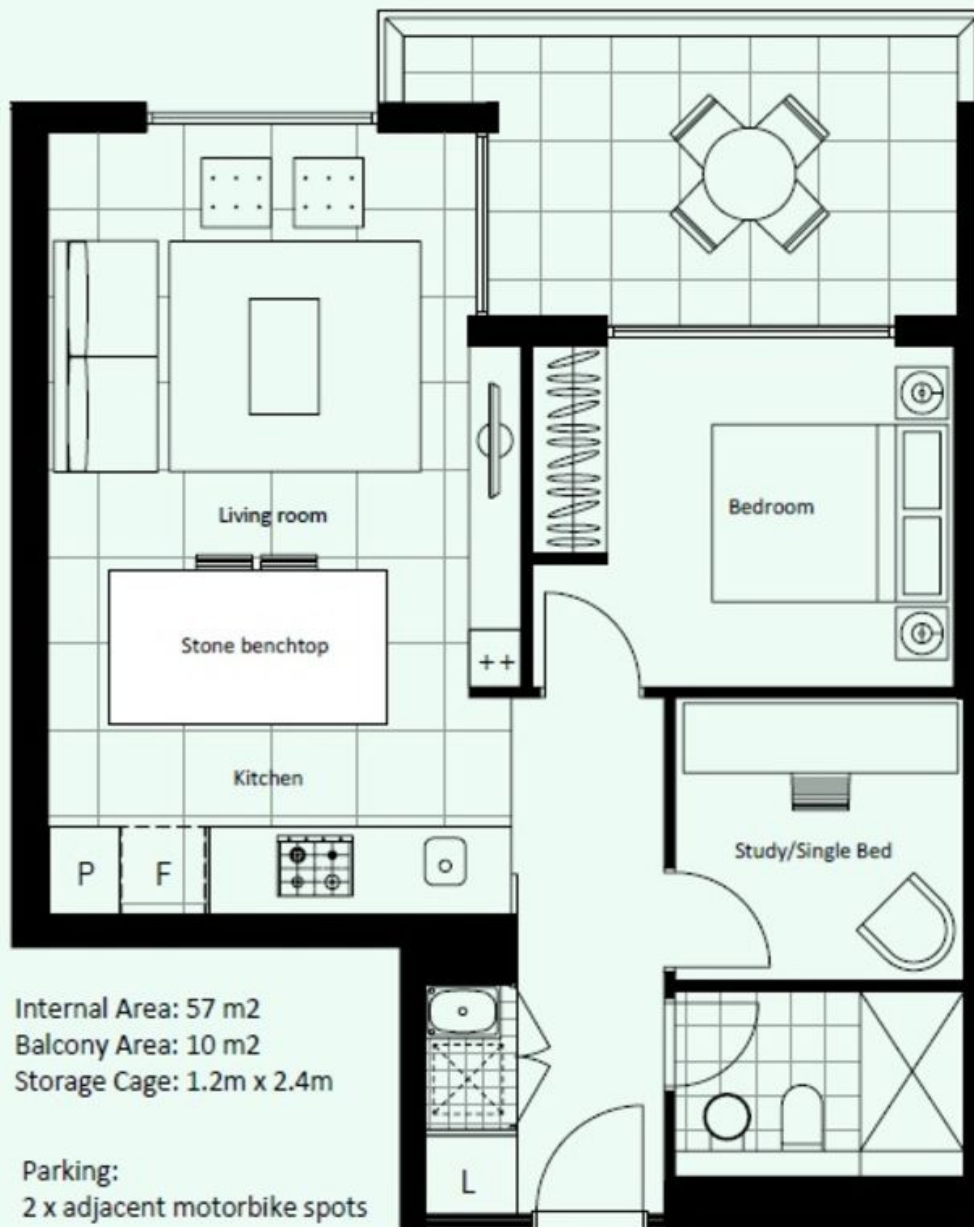 Living room
Bedroom
Stone benchtop
++
Kitchen
P F
Study/Single Bed
Internal Area: 57 m2
Balcony Area: 10 m2
Storage Cage: 1.2m x 2.4m
Parking:
2 x adjacent motorbike spots
L